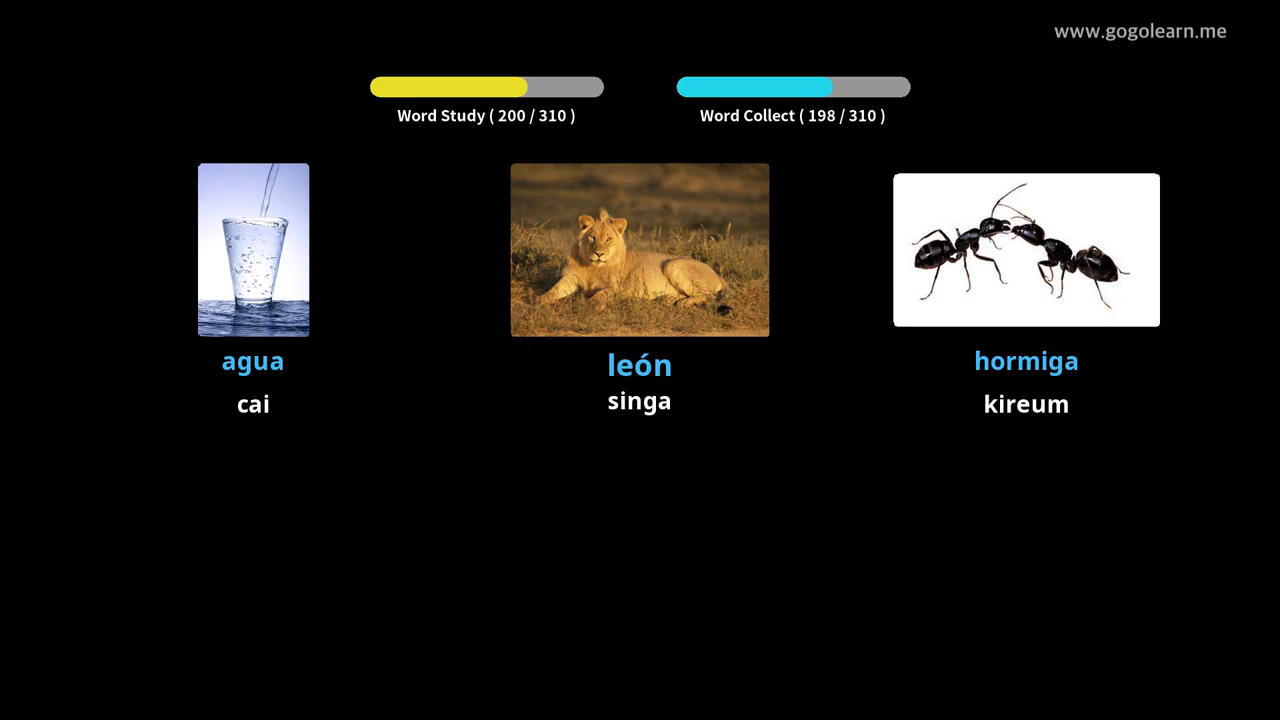 www.gogolearn.me
Word Study ( 200 / 310 )
Word Collect ( 198 / 310 )
agua
cai
león
singa
hormiga
kireum